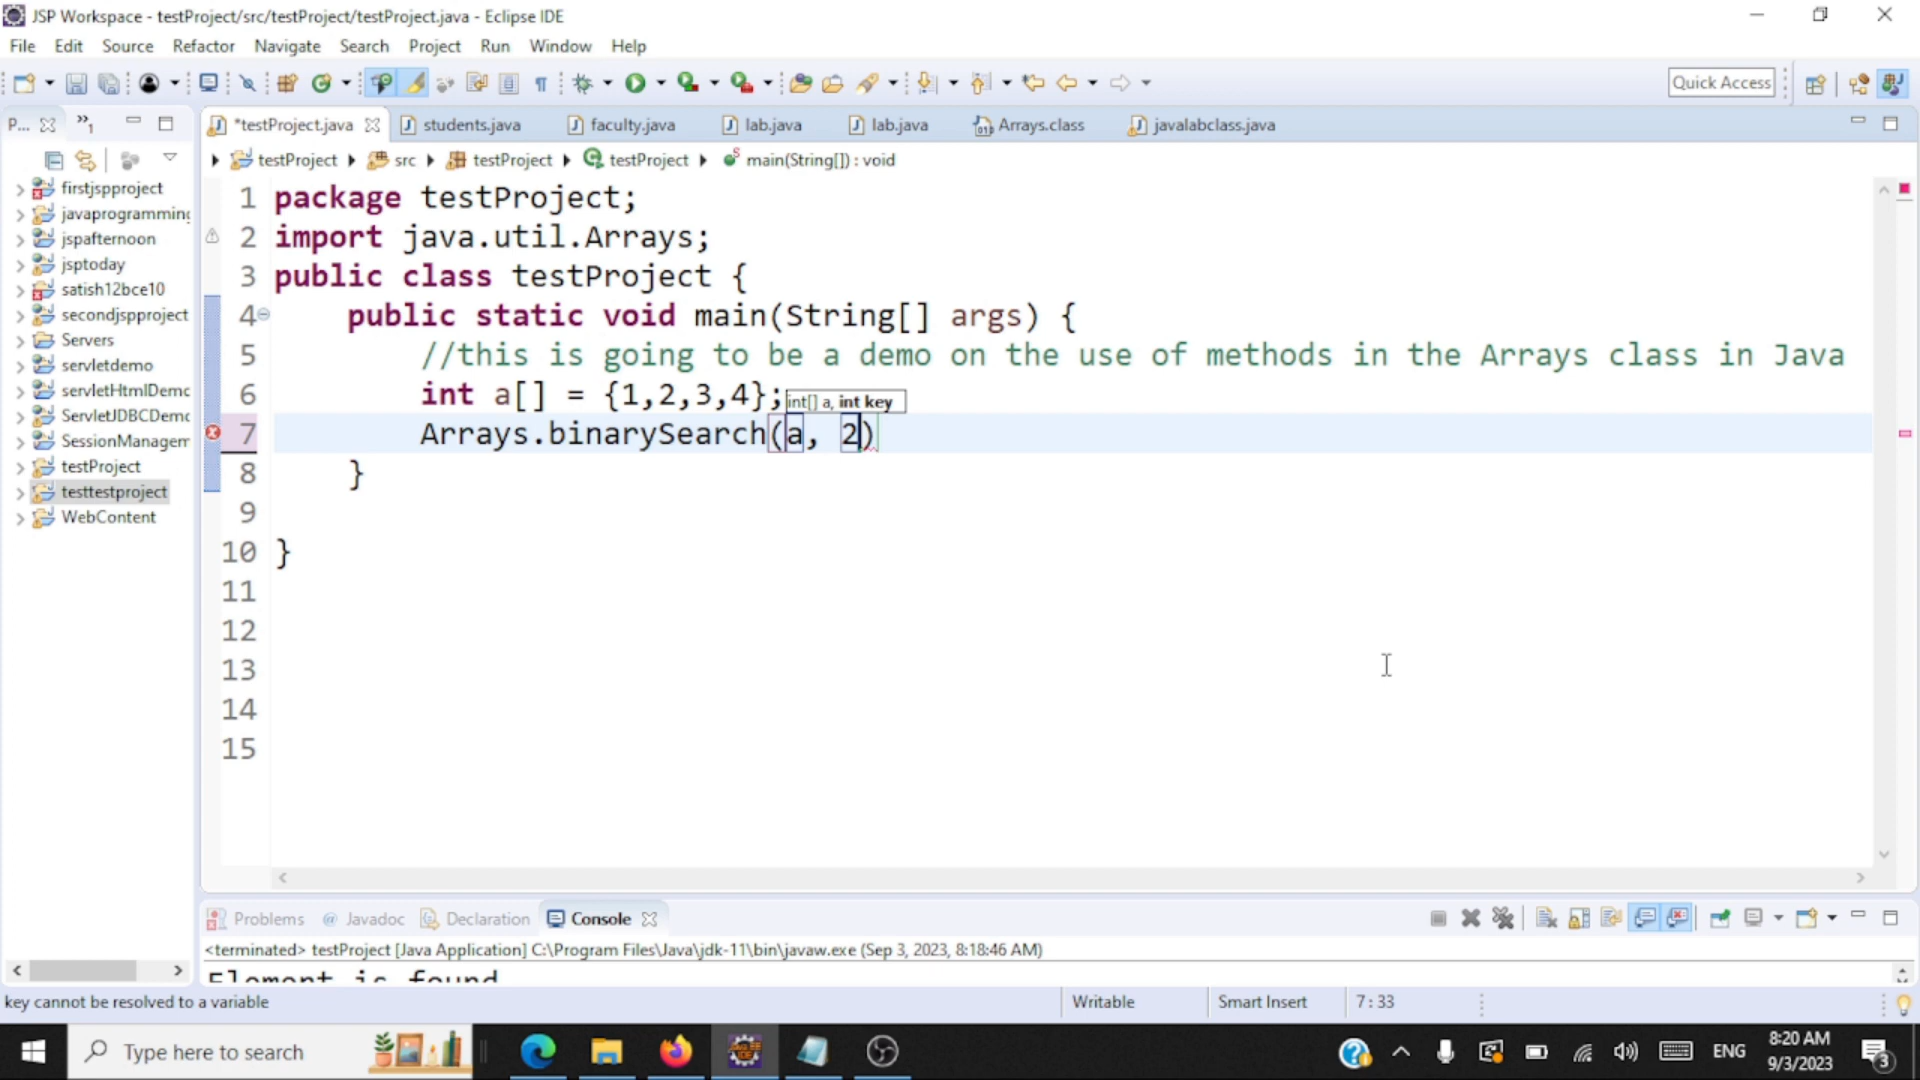 JSP Workspace - testProject/src/testProject/testProject.java - Eclipse IDE
File Edit Source Refactor Navigate Search Project Run Window Help
Quick Access
P... »1 *testProject.java students.java faculty.java lab.java lab.java Arrays.class javalabclass.java
testProject src testProject testProject main(String[]) : void
firstjspproject
javaprogramming
jspafternoon
jsptoday
satish12bce10
secondjspproject
Servers
servletdemo
servletHtmlDemo
ServletJDBCDemo
SessionManagem
testProject
testtestproject
WebContent
1 package testProject;
2 import java.util.Arrays;
3 public class testProject {
4 public static void main(String[] args) {
5 //this is going to be a demo on the use of methods in the Arrays class in Java
6 int a[] = {1,2,3,4};
int[] a, int key
7 Arrays.binarySearch(a, 2)
8 }
9
10 }
11
12
13
14
15
Problems @ Javadoc Declaration Console
<terminated> testProject [Java Application] C:\Program Files\Java\jdk-11\bin\javaw.exe (Sep 3, 2023, 8:18:46 AM)
Element is found
key cannot be resolved to a variable Writable Smart Insert 7 : 33
Type here to search
ENG
8:20 AM
9/3/2023
3